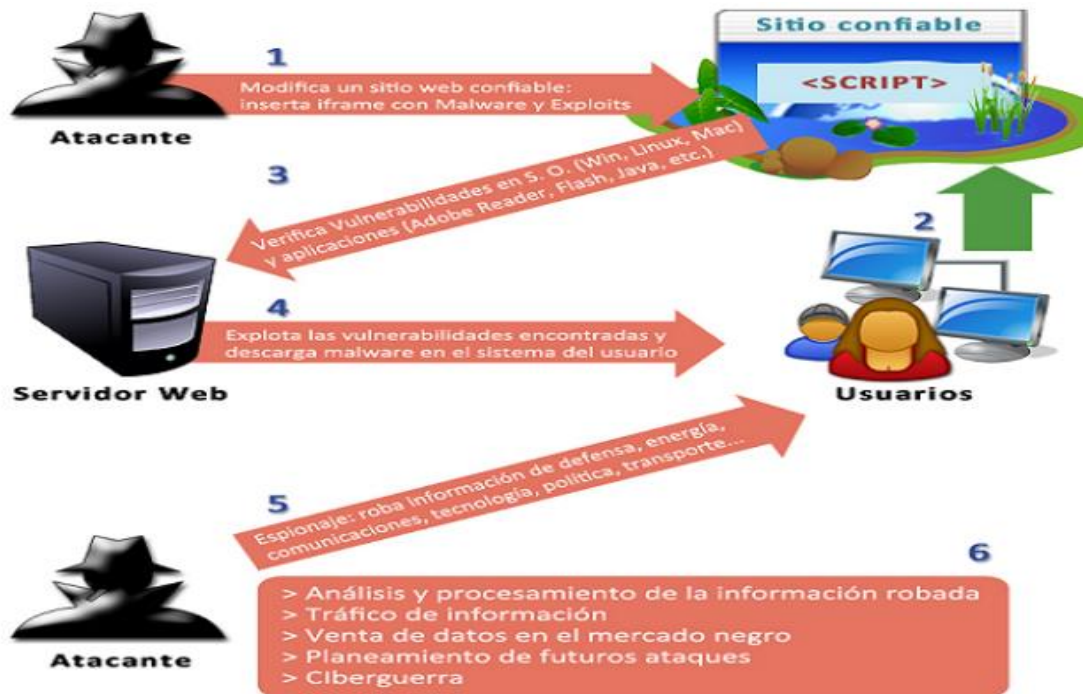 Sitio confiable
<SCRIPT>
1
Modifica un sitio web confiable:
inserta iframe con Malware y Exploits
Atacante
3
Verifica Vulnerabilidades en S. O. (Win, Linux, Mac)
y aplicaciones (Adobe Reader, Flash, Java, etc.)
2
4
Explota las vulnerabilidades encontradas y
descarga malware en el sistema del usuario
Servidor Web
Usuarios
5
Espionaje: roba información de defensa, energía,
comunicaciones, tecnología, política, transporte...
Atacante
6
> Análisis y procesamiento de la información robada
> Tráfico de información
> Venta de datos en el mercado negro
> Planeamiento de futuros ataques
> CIberguerra